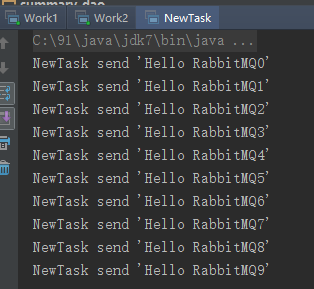 summary_dao
Work1 Work2 NewTask
C:\91\java\jdk7\bin\java ...
NewTask send 'Hello RabbitMQ0'
NewTask send 'Hello RabbitMQ1'
NewTask send 'Hello RabbitMQ2'
NewTask send 'Hello RabbitMQ3'
NewTask send 'Hello RabbitMQ4'
NewTask send 'Hello RabbitMQ5'
NewTask send 'Hello RabbitMQ6'
NewTask send 'Hello RabbitMQ7'
NewTask send 'Hello RabbitMQ8'
NewTask send 'Hello RabbitMQ9'